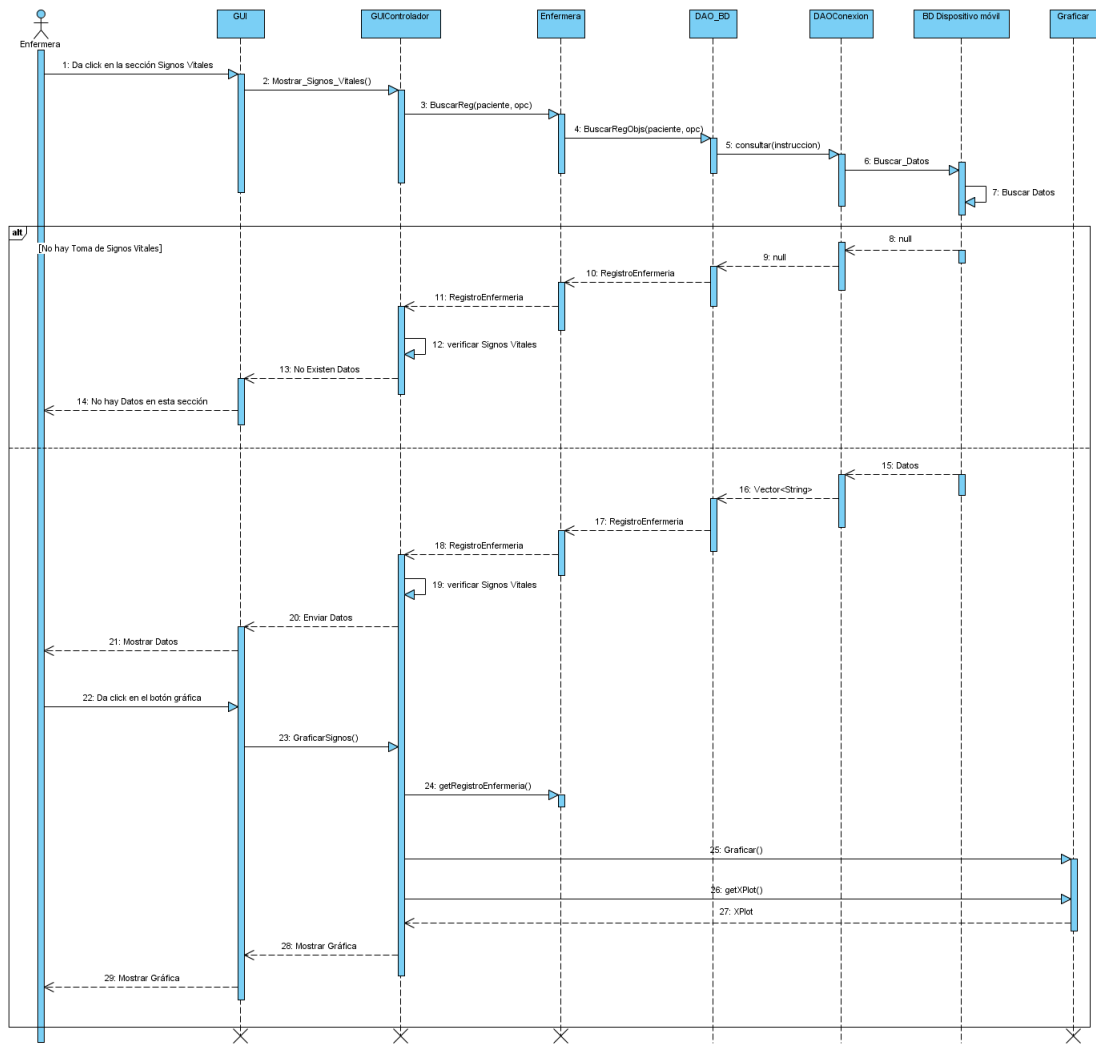 GUI
GUIControlador
Enfermera
DAO_BD
DAOConexion
BD Dispositivo móvil
Graficar
Enfermera
1: Da click en la sección Signos Vitales
2: Mostrar_Signos_Vitales()
3: BuscarReg(paciente, opc)
4: BuscarRegObjs(paciente, opc)
5: consultar(instruccion)
6: Buscar_Datos
7: Buscar Datos
alt
[No hay Toma de Signos Vitales]
8: null
9: null
10: RegistroEnfermeria
11: RegistroEnfermeria
12: verificar Signos Vitales
13: No Existen Datos
14: No hay Datos en esta sección
15: Datos
16: Vector<String>
17: RegistroEnfermeria
18: RegistroEnfermeria
19: verificar Signos Vitales
20: Enviar Datos
21: Mostrar Datos
22: Da click en el botón gráfica
23: GraficarSignos()
24: getRegistroEnfermeria()
25: Graficar()
26: getXPlot()
27: XPlot
28: Mostrar Gráfica
29: Mostrar Gráfica